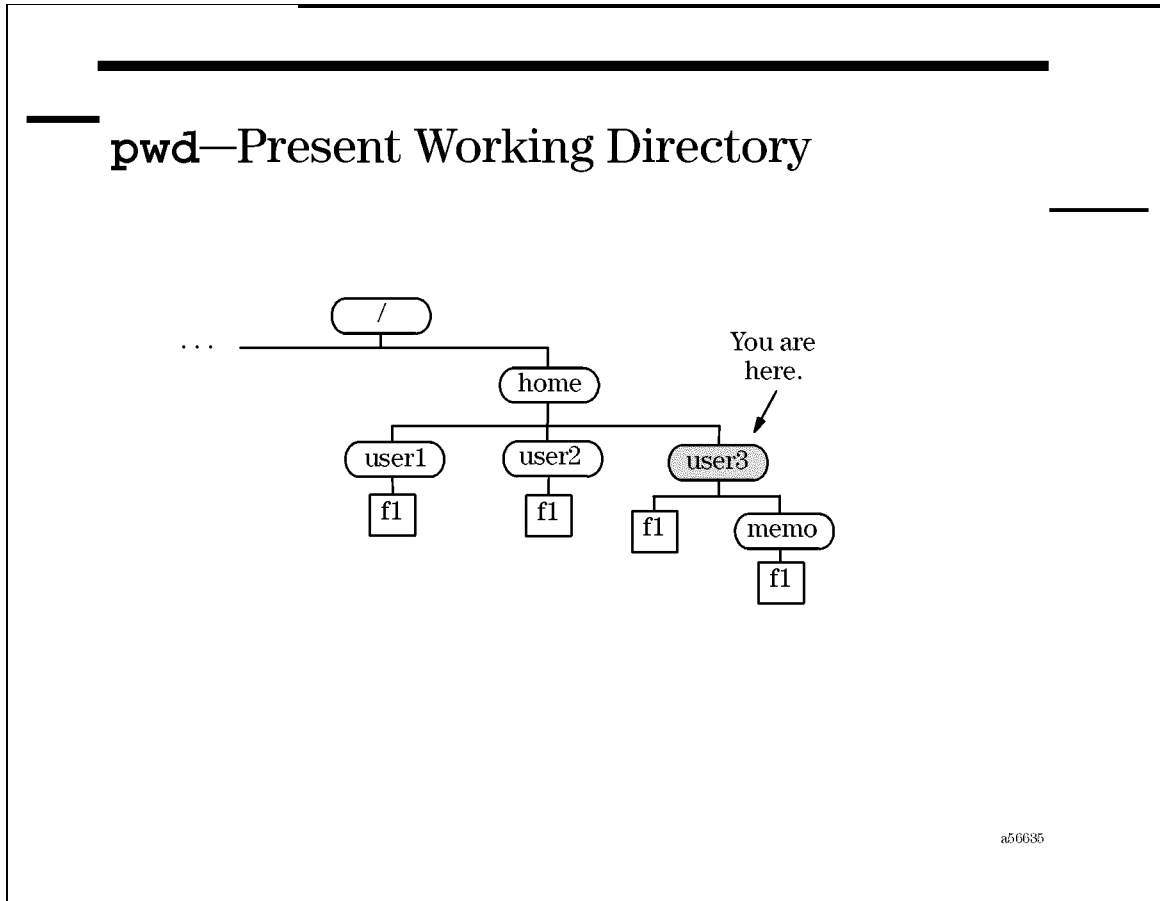 pwd—Present Working Directory
/
. . .
You are
here.
home
user1
user2
user3
f1
f1
f1
memo
f1
a56635